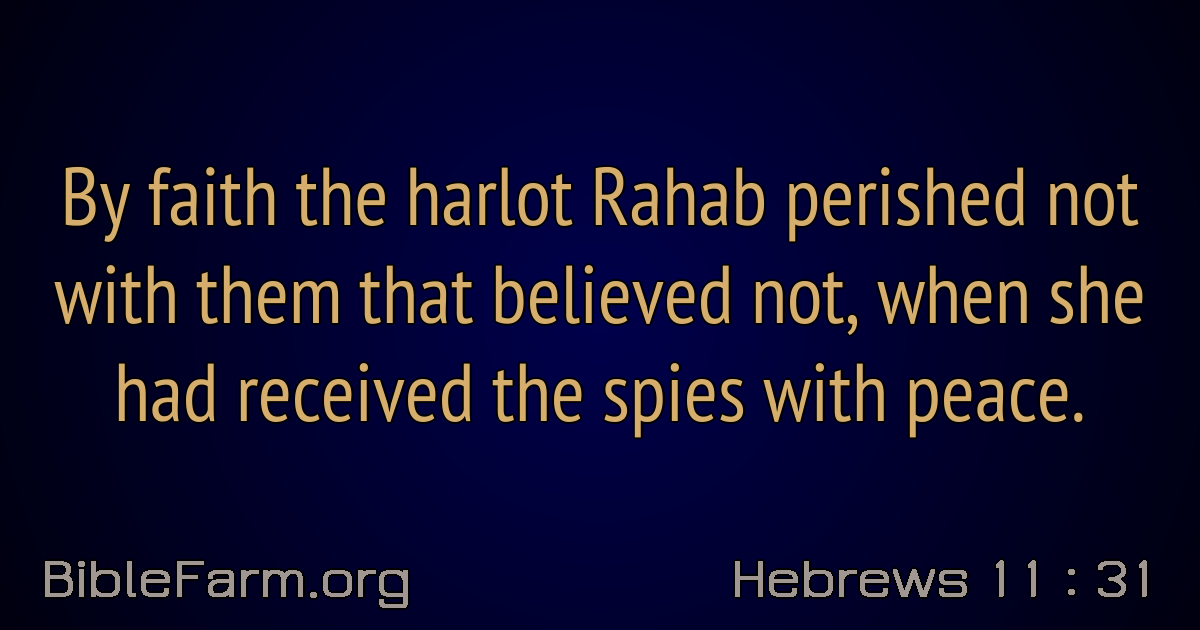 By faith the harlot Rahab perished not
with them that believed not, when she
had received the spies with peace.
BibleFarm.org
Hebrews 11 : 31